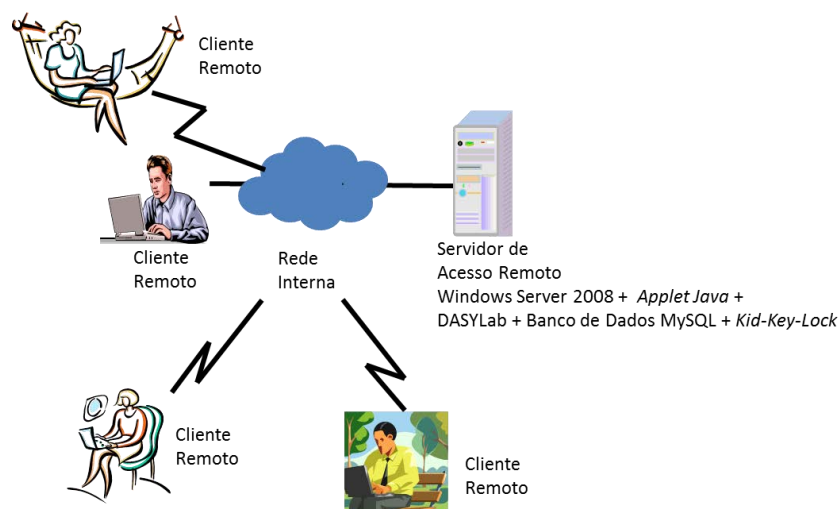 Cliente
Remoto
Cliente
Remoto
Rede
Interna
Servidor de
Acesso Remoto
Windows Server 2008 + Applet Java +
DASYLab + Banco de Dados MySQL + Kid-Key-Lock
Cliente
Remoto
Cliente
Remoto